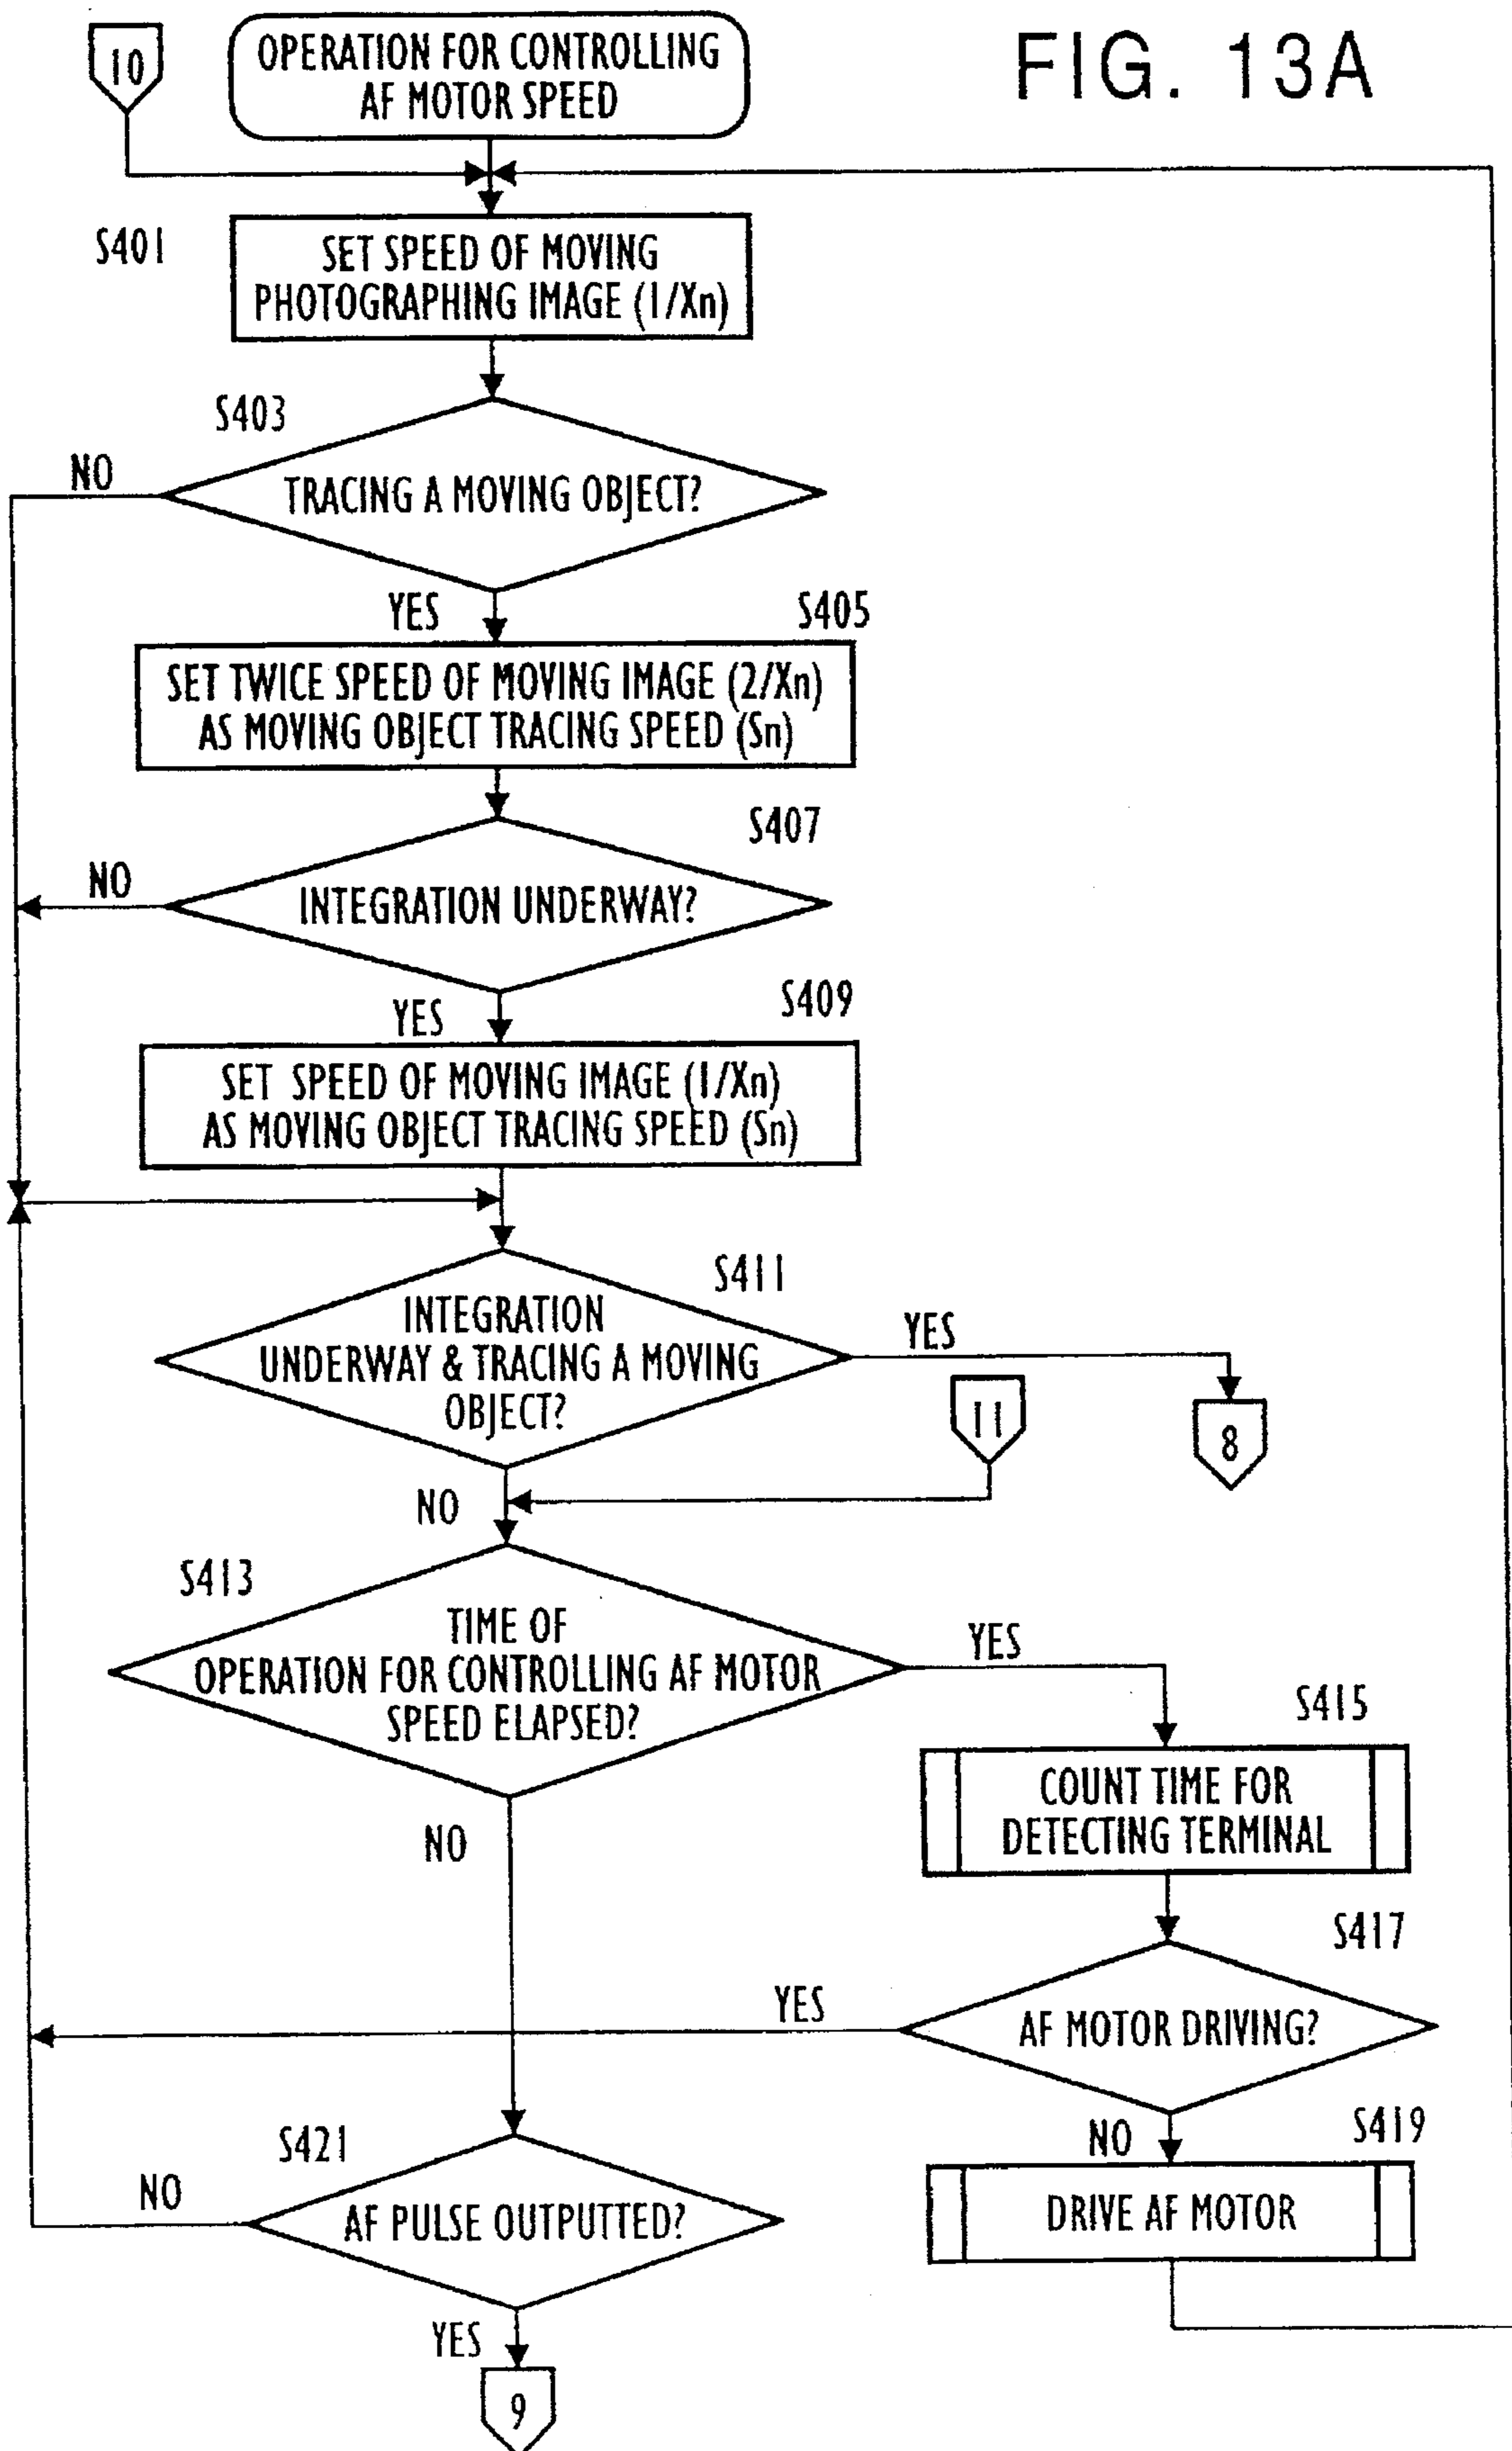 FIG. 13A
10
OPERATION FOR CONTROLLING
AF MOTOR SPEED
S401
SET SPEED OF MOVING
PHOTOGRAPHING IMAGE (1/Xn)
S403
NO
TRACING A MOVING OBJECT?
YES
S405
SET TWICE SPEED OF MOVING IMAGE (2/Xn)
AS MOVING OBJECT TRACING SPEED (Sn)
S407
NO
INTEGRATION UNDERWAY?
YES
S409
SET SPEED OF MOVING IMAGE (1/Xn)
AS MOVING OBJECT TRACING SPEED (Sn)
S411
INTEGRATION
UNDERWAY & TRACING A MOVING
OBJECT?
YES
11
8
NO
S413
TIME OF
OPERATION FOR CONTROLLING AF MOTOR
SPEED ELAPSED?
YES
S415
COUNT TIME FOR
DETECTING TERMINAL
NO
S417
YES
AF MOTOR DRIVING?
NO
S419
DRIVE AF MOTOR
S421
NO
AF PULSE OUTPUTTED?
YES
9